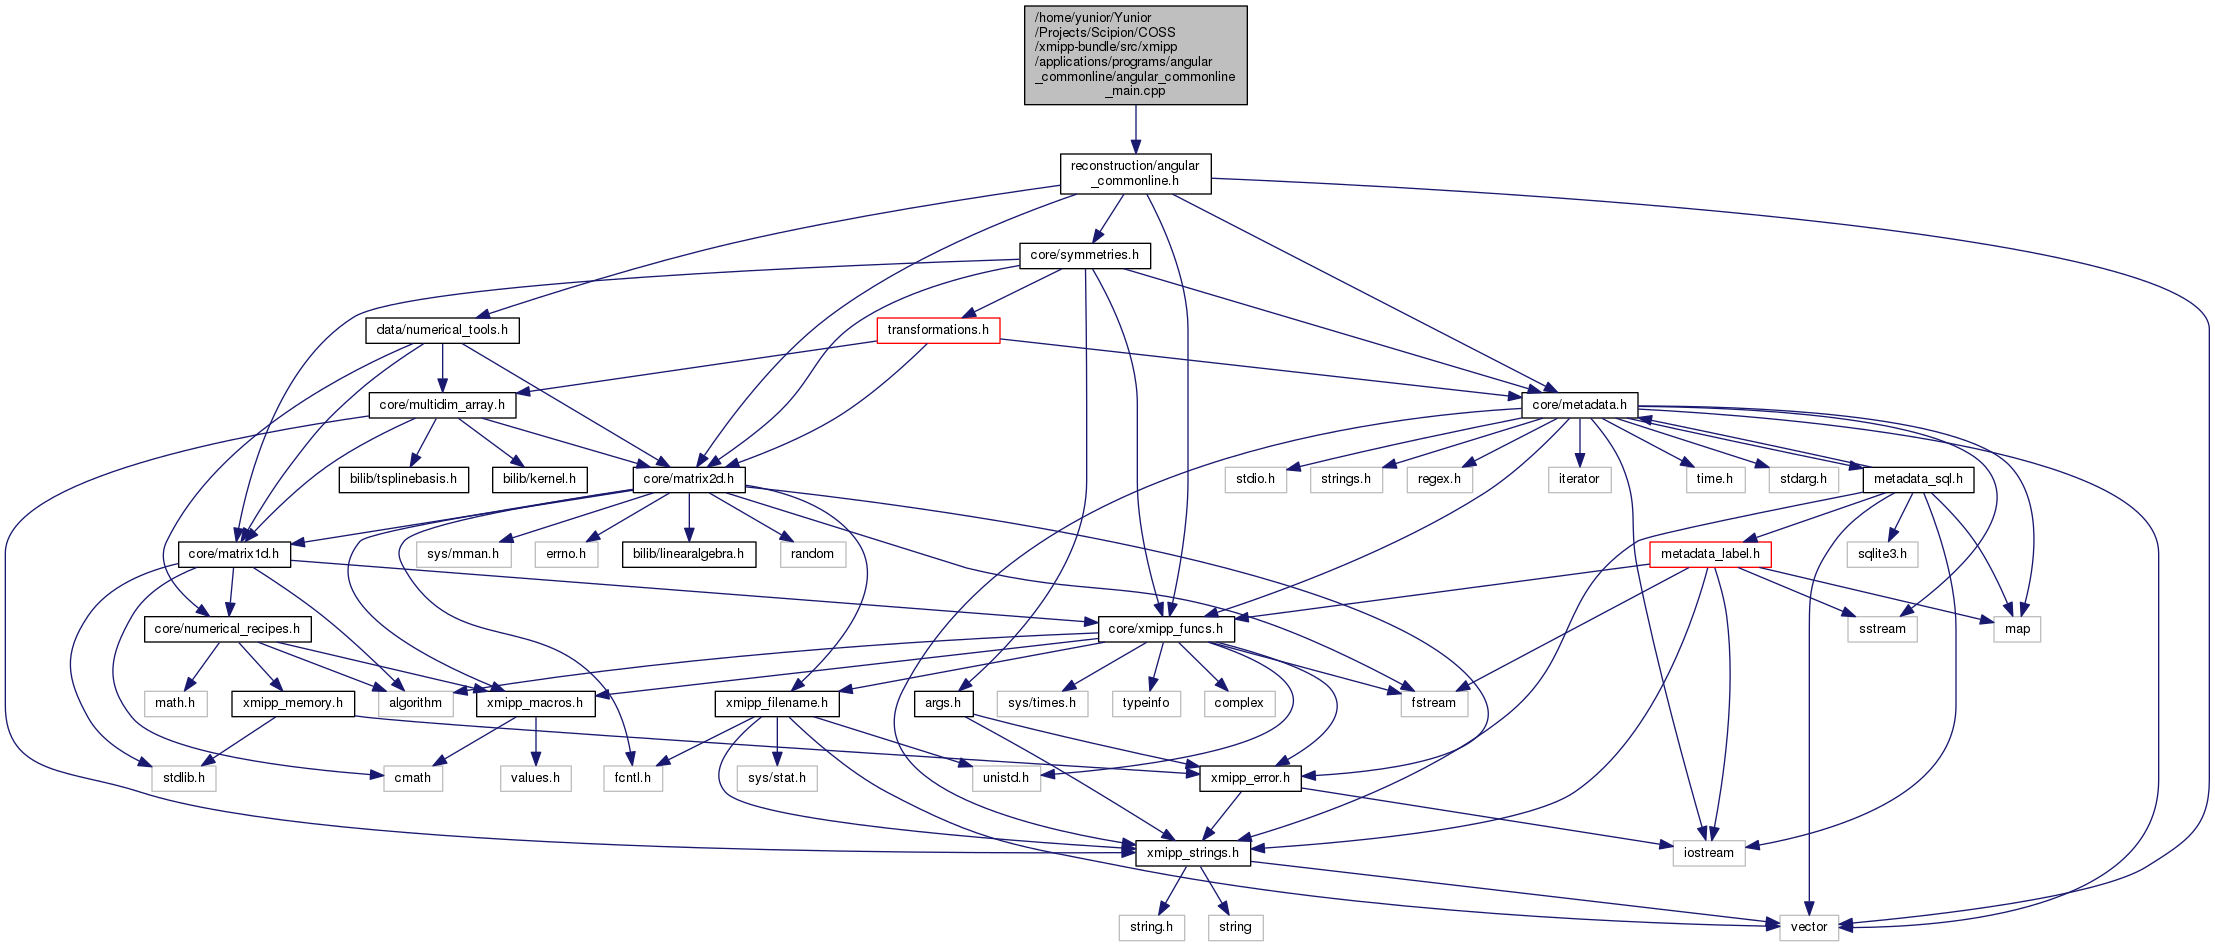 /home/yunior/Yunior
/Projects/Scipion/COSS
/xmipp-bundle/src/xmipp
/applications/programs/angular
_commonline/angular_commonline
_main.cpp
reconstruction/angular
_commonline.h
core/symmetries.h
data/numerical_tools.h
transformations.h
core/multidim_array.h
core/metadata.h
bilib/tsplinebasis.h
bilib/kernel.h
core/matrix2d.h
stdio.h
strings.h
regex.h
iterator
time.h
stdarg.h
metadata_sql.h
core/matrix1d.h
sys/mman.h
errno.h
bilib/linearalgebra.h
random
metadata_label.h
sqlite3.h
core/numerical_recipes.h
core/xmipp_funcs.h
sstream
map
math.h
xmipp_memory.h
algorithm
xmipp_macros.h
xmipp_filename.h
args.h
sys/times.h
typeinfo
complex
fstream
stdlib.h
cmath
values.h
fcntl.h
sys/stat.h
unistd.h
xmipp_error.h
xmipp_strings.h
iostream
string.h
string
vector